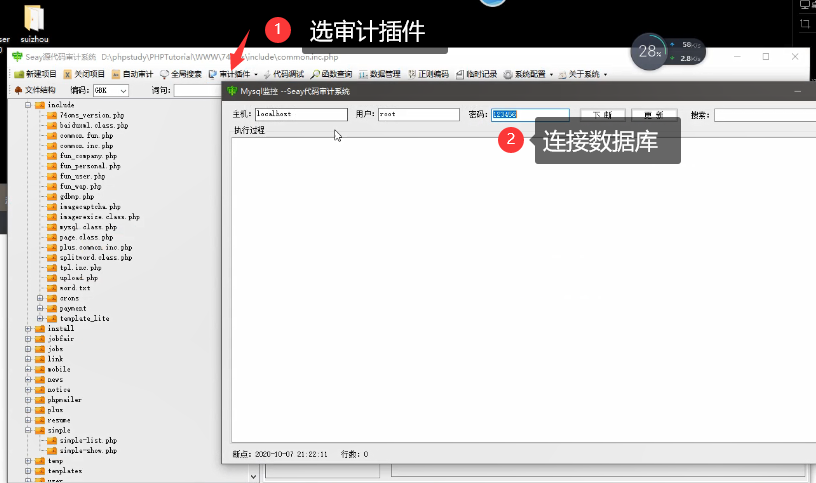 1 选审计插件
ser
suizhou
28%
58
2.8
Seay源代码审计系统 D:\phpstudy\PHPTutorial\WWW\74 \include\common.inc.php
新建项目 关闭项目 自动审计 全局搜索 审计插件 代码调试 函数查询 数据管理 正则编码 临时记录 系统配置 关于系统
文件结构 编码: GBK 询问:
Mysql监控 --Seay代码审计系统
主机: localhost 用户: root 密码: 123456 下 断 更 新 搜索:
执行过程
2 连接数据库
include
74cms_version.php
baiduxml.class.php
common.fun.php
common.inc.php
fun_company.php
fun_personal.php
fun_user.php
fun_wap.php
gdbmp.php
imagecaptcha.php
imageresize.class.php
mysql.class.php
page.class.php
plus.common.inc.php
splitword.class.php
tpl.inc.php
upload.php
word.txt
crons
payment
template_lite
install
jobfair
jobs
link
mobile
news
notice
phpmailer
plus
resume
simple
simple-list.php
simple-show.php
temp
templates
user
断点: 2020-10-07 21:22:11 行数: 0